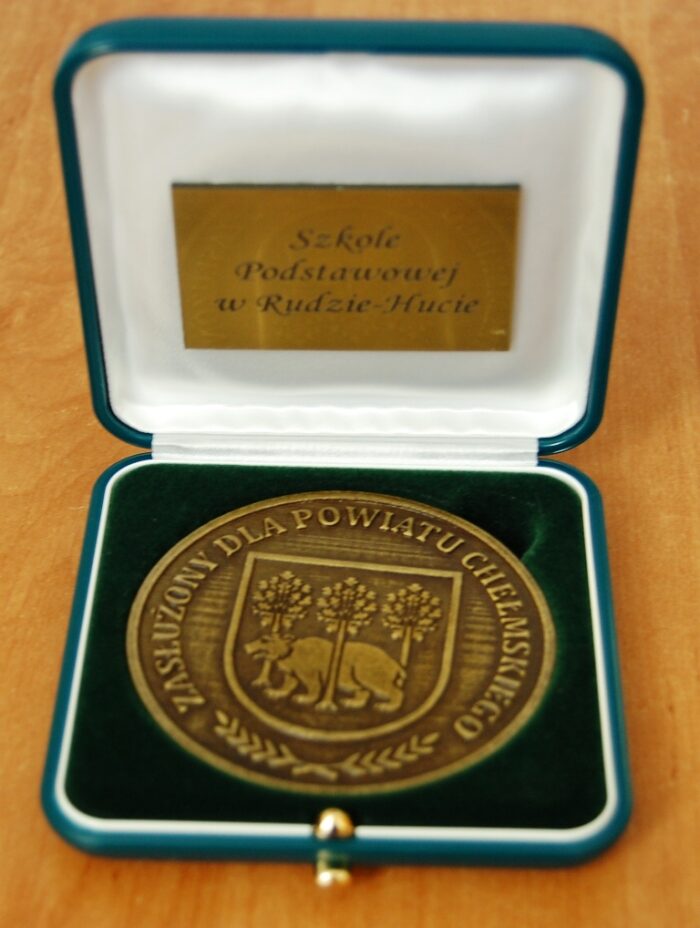 Szkole
Podstawowej
w Rudzie-Hucie
ZASŁUŻONY DLA POWIATU CHEŁMSKIEGO